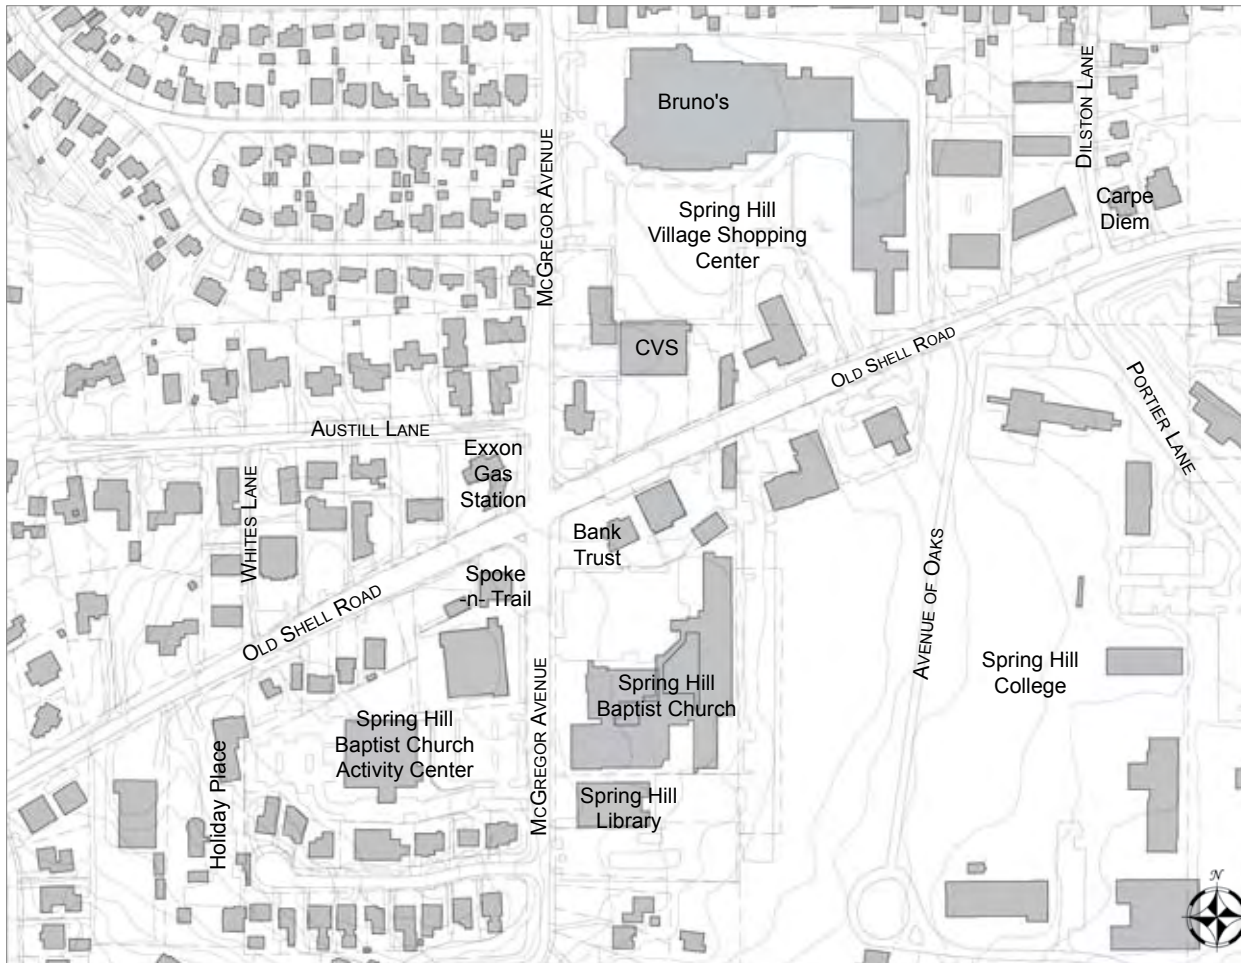 Bruno's
DILSTON LANE
MCGREGOR AVENUE
Carpe
Diem
Spring Hill
Village Shopping
Center
CVS
OLD SHELL ROAD
PORTIER LANE
AUSTILL LANE
Exxon
Gas
Station
WHITES LANE
Bank
Trust
Spoke
-n- Trail
OLD SHELL ROAD
AVENUE OF OAKS
Spring Hill
College
Spring Hill
Baptist Church
MCGREGOR AVENUE
Spring Hill
Baptist Church
Activity Center
Holiday Place
Spring Hill
Library
N